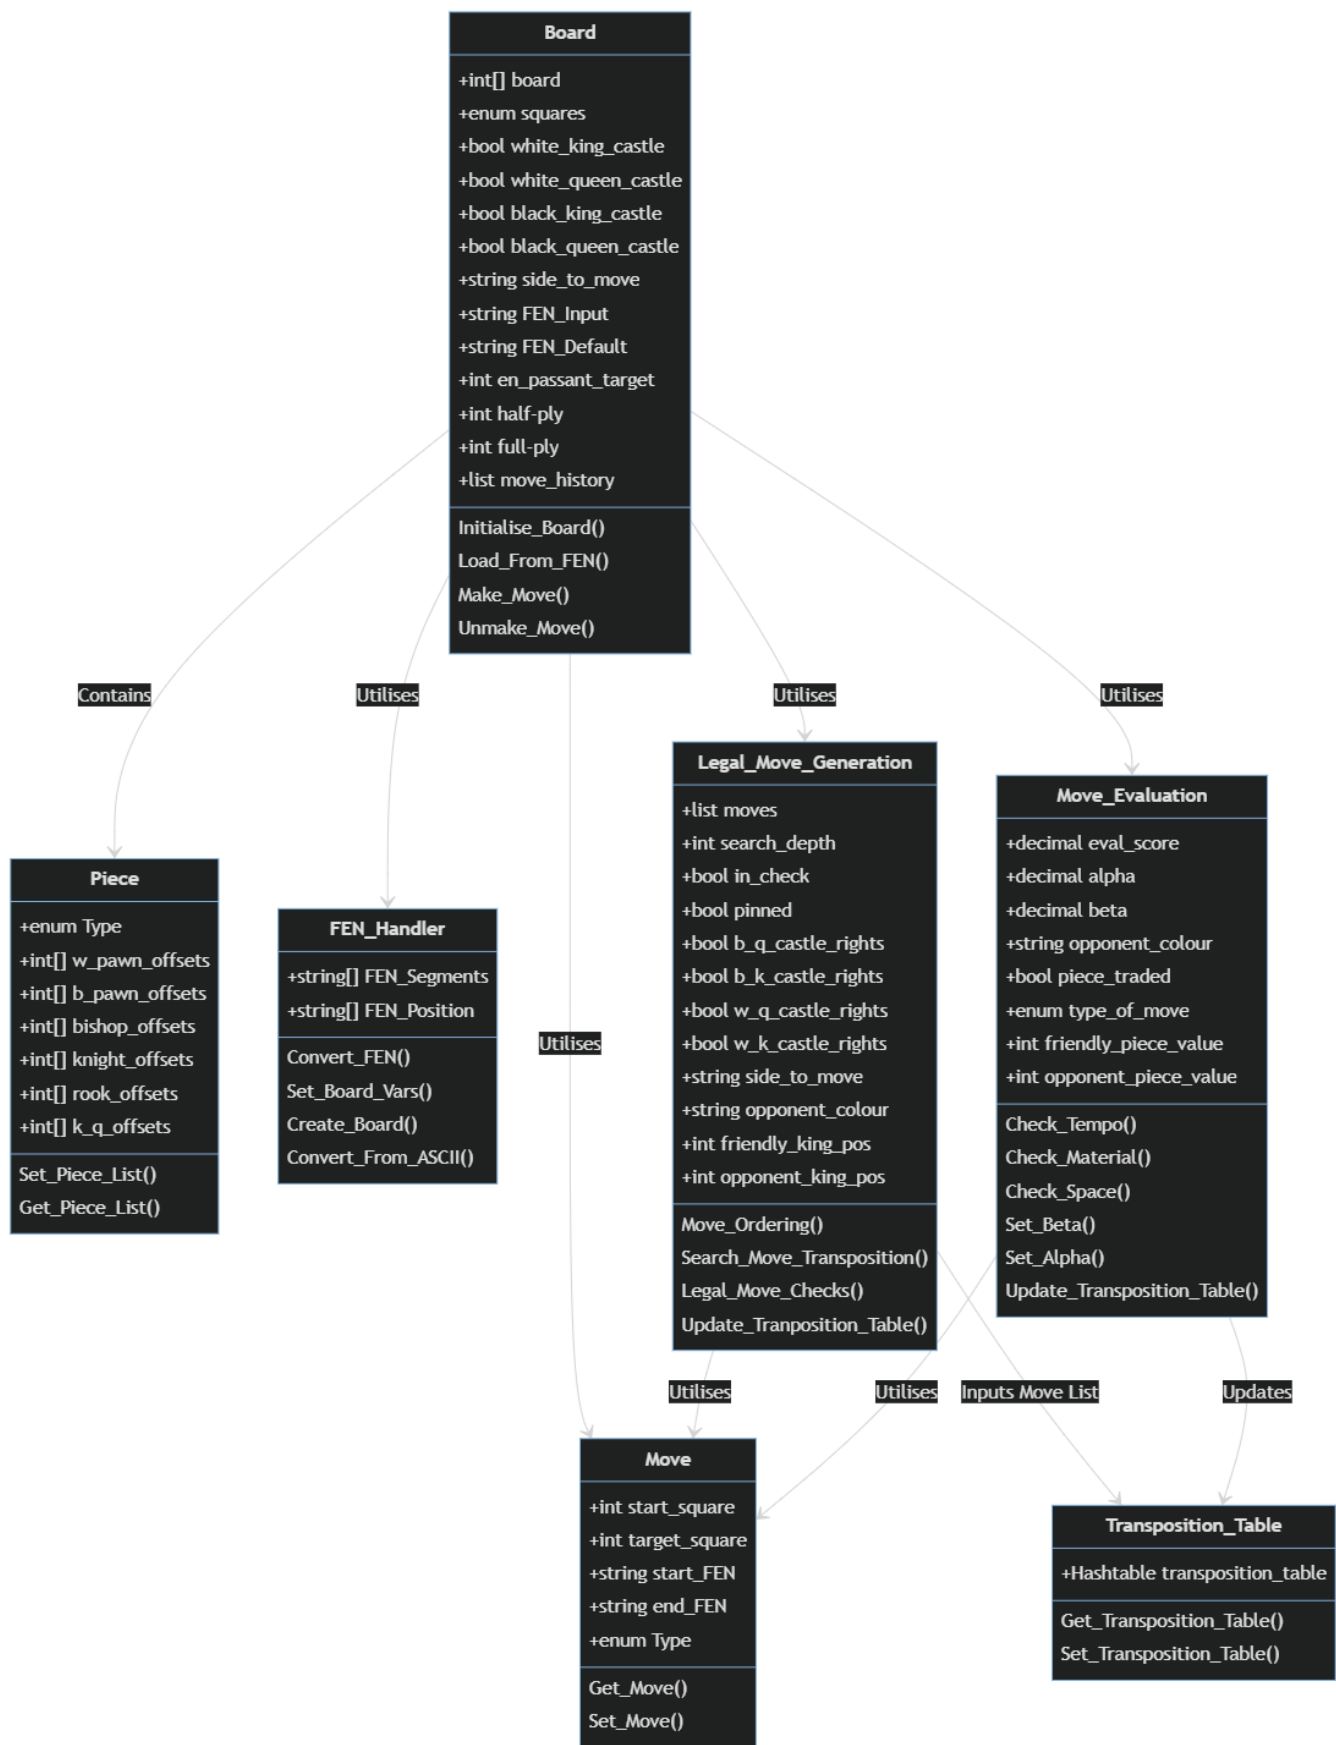 Board
+int[] board
+enum squares
+bool white_king_castle
+bool white_queen_castle
+bool black_king_castle
+bool black_queen_castle
+string side_to_move
+string FEN_Input
+string FEN_Default
+int en_passant_target
+int half-ply
+int full-ply
+list move_history
Initialise_Board()
Load_From_FEN()
Make_Move()
Unmake_Move()
Contains
Utilises
Utilises
Utilises
Utilises
Piece
+enum Type
+int[] w_pawn_offsets
+int[] b_pawn_offsets
+int[] bishop_offsets
+int[] knight_offsets
+int[] rook_offsets
+int[] k_q_offsets
Set_Piece_List()
Get_Piece_List()
FEN_Handler
+string[] FEN_Segments
+string[] FEN_Position
Convert_FEN()
Set_Board_Vars()
Create_Board()
Convert_From_ASCII()
Legal_Move_Generation
+list moves
+int search_depth
+bool in_check
+bool pinned
+bool b_q_castle_rights
+bool b_k_castle_rights
+bool w_q_castle_rights
+bool w_k_castle_rights
+string side_to_move
+string opponent_colour
+int friendly_king_pos
+int opponent_king_pos
Move_Ordering()
Search_Move_Transposition()
Legal_Move_Checks()
Update_Tranposition_Table()
Move_Evaluation
+decimal eval_score
+decimal alpha
+decimal beta
+string opponent_colour
+bool piece_traded
+enum type_of_move
+int friendly_piece_value
+int opponent_piece_value
Check_Tempo()
Check_Material()
Check_Space()
Set_Beta()
Set_Alpha()
Update_Transposition_Table()
Utilises
Utilises
Inputs Move List
Updates
Move
+int start_square
+int target_square
+string start_FEN
+string end_FEN
+enum Type
Get_Move()
Set_Move()
Transposition_Table
+Hashtable transposition_table
Get_Transposition_Table()
Set_Transposition_Table()